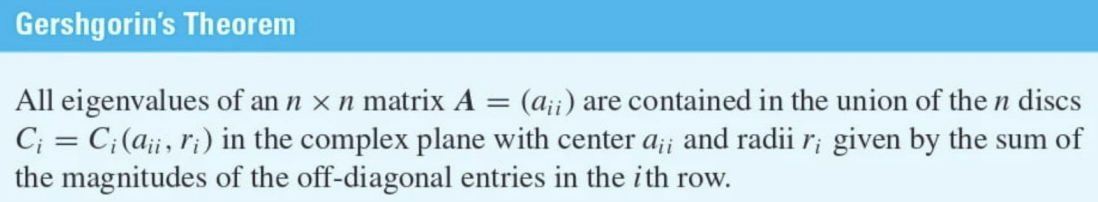 Gershgorin's Theorem
All eigenvalues of an n × n matrix A = (aᵢᵢ) are contained in the union of the n discs
Cᵢ = Cᵢ(aᵢᵢ, rᵢ) in the complex plane with center aᵢᵢ and radii rᵢ given by the sum of
the magnitudes of the off-diagonal entries in the ith row.